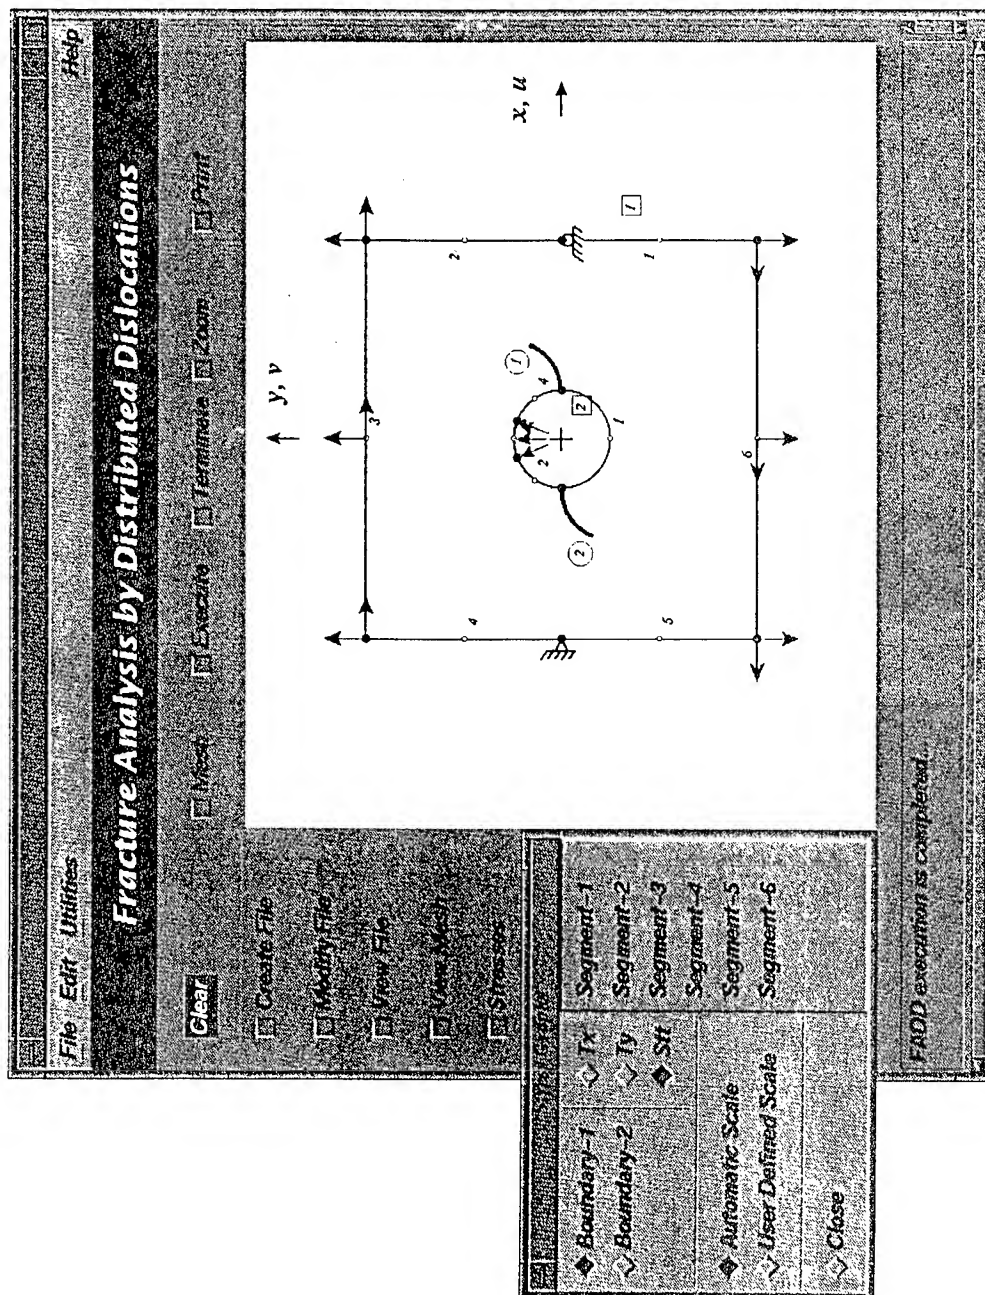 File Edit Utilities Help
Fracture Analysis by Distributed Dislocations
Clear Mesh Execute Terminate Zoom Print
Create File
Modify File
View File
View Mesh
Stresses
y, v
x, u
3
2
4
1
5
6
1
1
4
2
2
1
2
Boundary-1
Boundary-2
Tx
Ty
Stt
Segment-1
Segment-2
Segment-3
Segment-4
Segment-5
Segment-6
Automatic Scale
User Defined Scale
Close
FADD execution is completed..